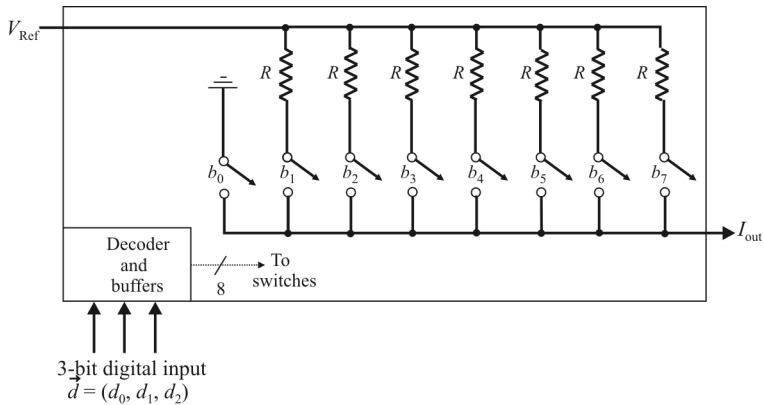 V_Ref
R R R R R R R
b_0 b_1 b_2 b_3 b_4 b_5 b_6 b_7
I_out
Decoder
and
buffers
To
switches
8
3-bit digital input
d⃗ = (d_0, d_1, d_2)